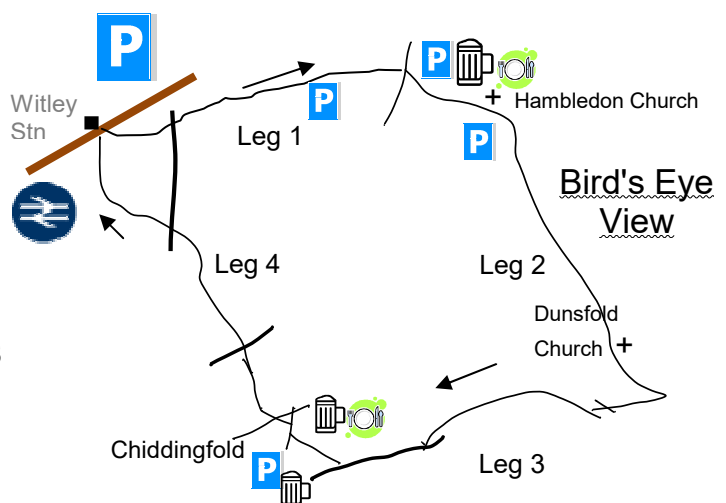 P
P
Witley
Stn
P
Hambledon Church
Leg 1
P
Bird's Eye
View
Leg 4
Leg 2
Dunsfold
Church
Chiddingfold
P
Leg 3